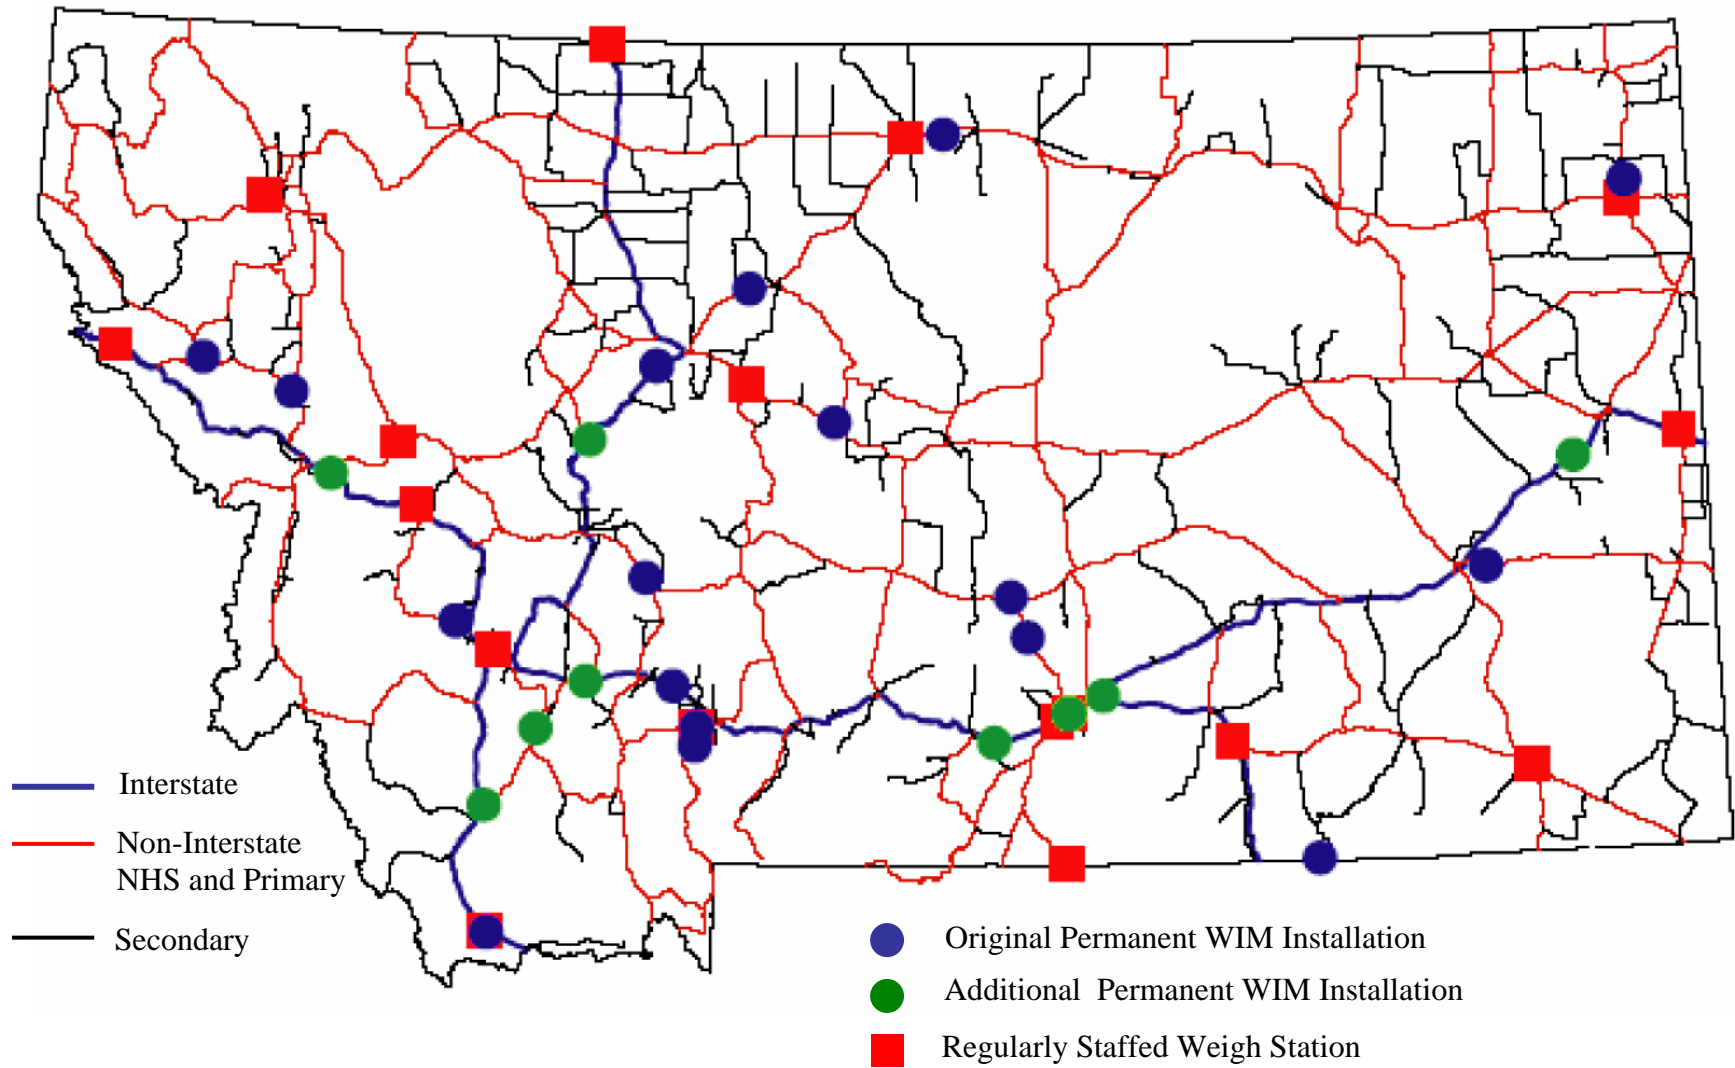 Interstate
Non-Interstate
NHS and Primary
Secondary
Original Permanent WIM Installation
Additional Permanent WIM Installation
Regularly Staffed Weigh Station